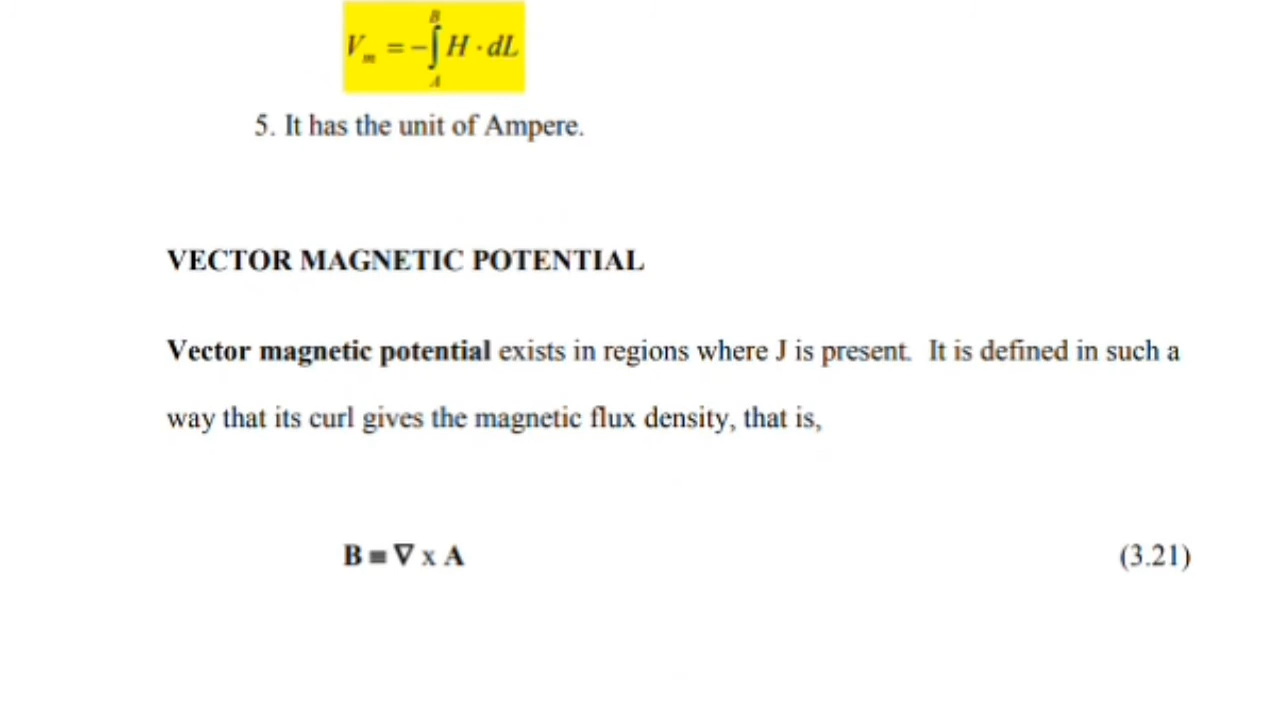 V_m = -∫_A^B H · dL
5. It has the unit of Ampere.
VECTOR MAGNETIC POTENTIAL
Vector magnetic potential exists in regions where J is present. It is defined in such a
way that its curl gives the magnetic flux density, that is,
B ≡ ∇ x A (3.21)